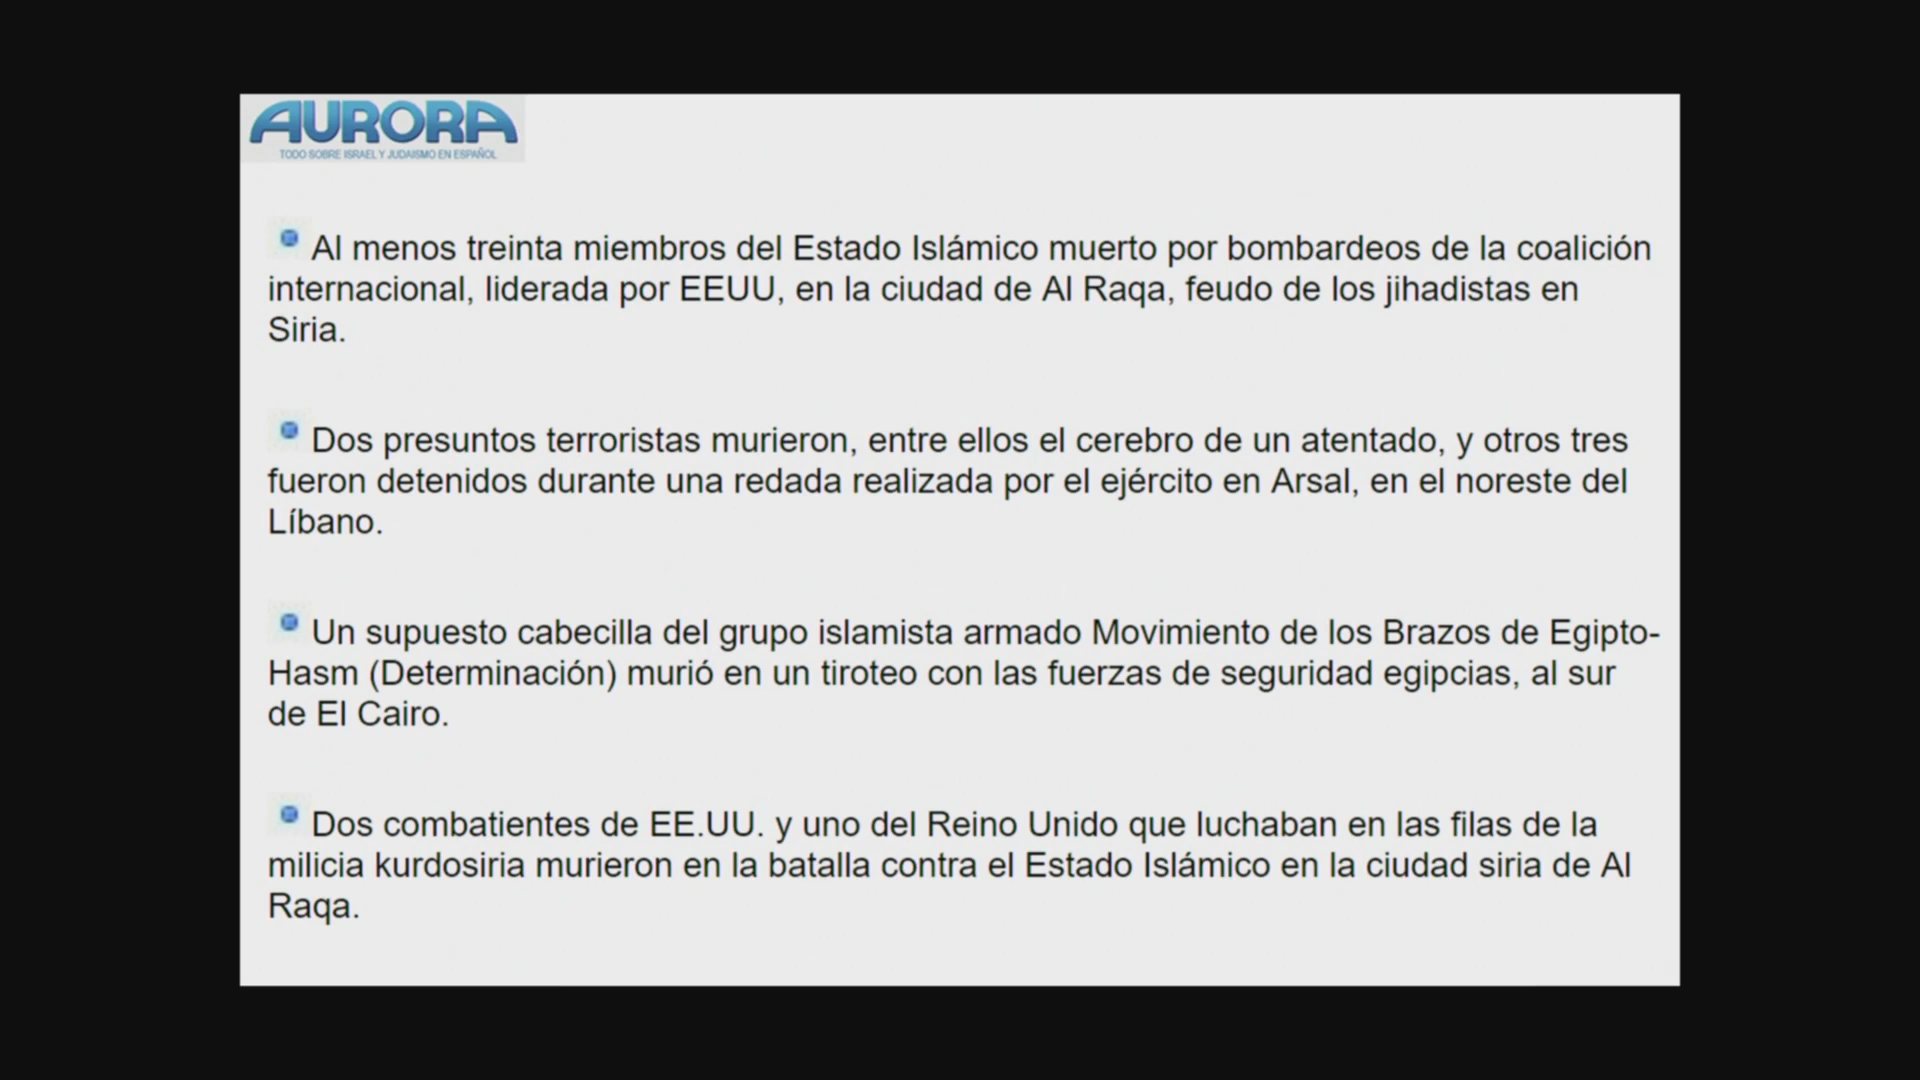 AURORA
TODO SOBRE ISRAEL Y JUDAISMO EN ESPAÑOL
Al menos treinta miembros del Estado Islámico muerto por bombardeos de la coalición
internacional, liderada por EEUU, en la ciudad de Al Raqa, feudo de los jihadistas en
Siria.
Dos presuntos terroristas murieron, entre ellos el cerebro de un atentado, y otros tres
fueron detenidos durante una redada realizada por el ejército en Arsal, en el noreste del
Líbano.
Un supuesto cabecilla del grupo islamista armado Movimiento de los Brazos de Egipto-
Hasm (Determinación) murió en un tiroteo con las fuerzas de seguridad egipcias, al sur
de El Cairo.
Dos combatientes de EE.UU. y uno del Reino Unido que luchaban en las filas de la
milicia kurdosiria murieron en la batalla contra el Estado Islámico en la ciudad siria de Al
Raqa.